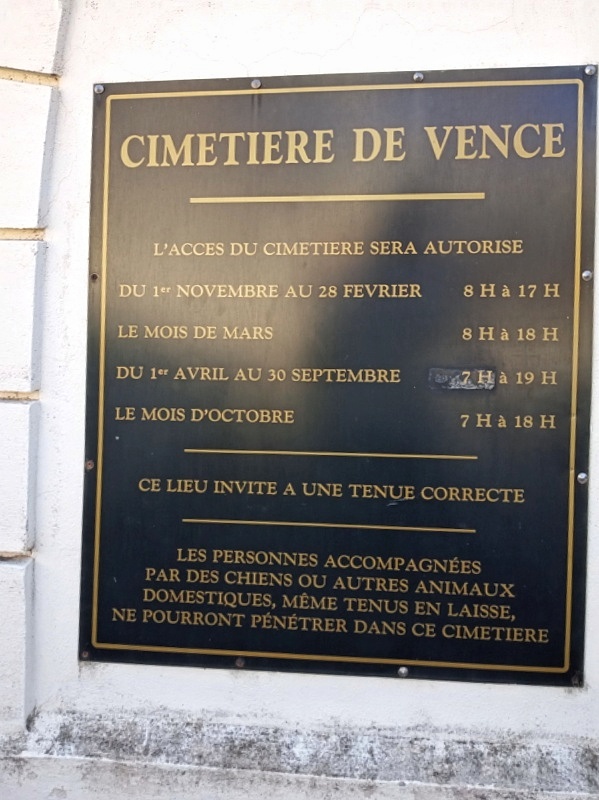 CIMETIERE DE VENCE
L'ACCES DU CIMETIERE SERA AUTORISE
DU 1er NOVEMBRE AU 28 FEVRIER 8 H à 17 H
LE MOIS DE MARS 8 H à 18 H
DU 1er AVRIL AU 30 SEPTEMBRE 7 H à 19 H
LE MOIS D'OCTOBRE 7 H à 18 H
CE LIEU INVITE A UNE TENUE CORRECTE
LES PERSONNES ACCOMPAGNÉES
PAR DES CHIENS OU AUTRES ANIMAUX
DOMESTIQUES, MÊME TENUS EN LAISSE,
NE POURRONT PÉNÉTRER DANS CE CIMETIERE